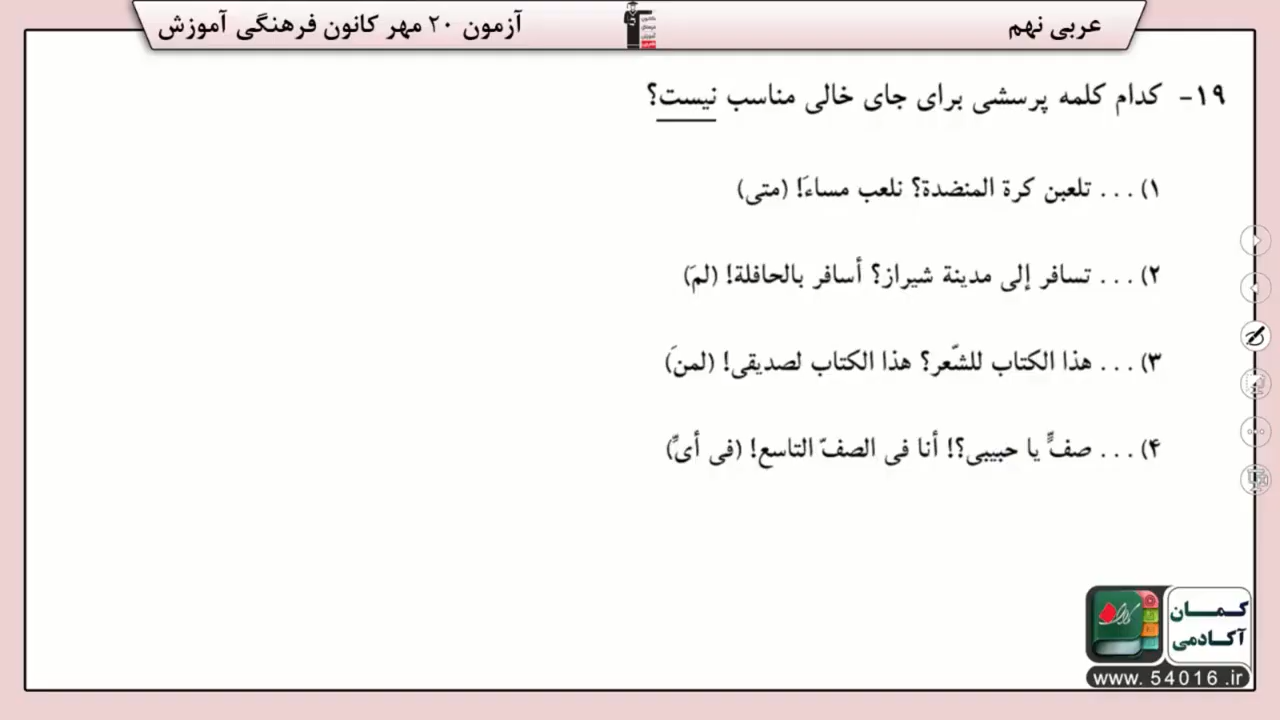 عربی نهم
آزمون ۲۰ مهر کانون فرهنگی آموزش
۱۹- کدام کلمه پرسشی برای جای خالی مناسب نیست؟
۱) . . . تلعبن کرة المنضدة؟ نلعب مساءَ! (متی)
۲) . . . تسافر إلی مدینة شیراز؟ أسافر بالحافلة! (لمَ)
۳) . . . هذا الکتاب للشّعر؟ هذا الکتاب لصدیقی! (لمنَ)
۴) . . . صفٍّ یا حبیبی؟! أنا فی الصفّ التاسع! (فی أیِّ)
کمان
آکادمی
www. 54016 .ir